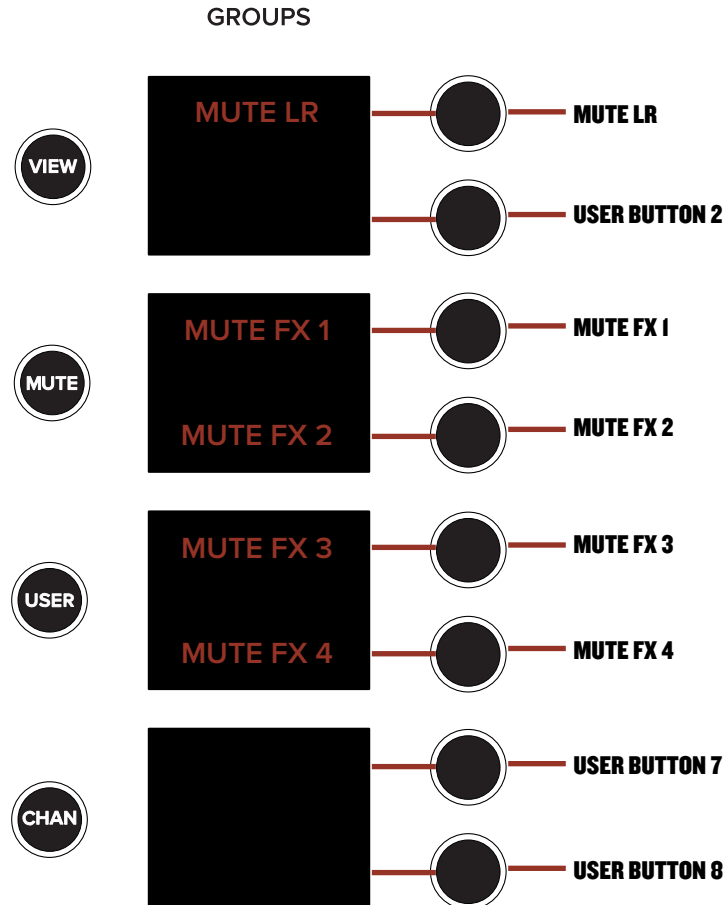 GROUPS
MUTE LR
MUTE LR
VIEW
USER BUTTON 2
MUTE FX 1
MUTE FX 1
MUTE
MUTE FX 2
MUTE FX 2
MUTE FX 3
MUTE FX 3
USER
MUTE FX 4
MUTE FX 4
USER BUTTON 7
CHAN
USER BUTTON 8